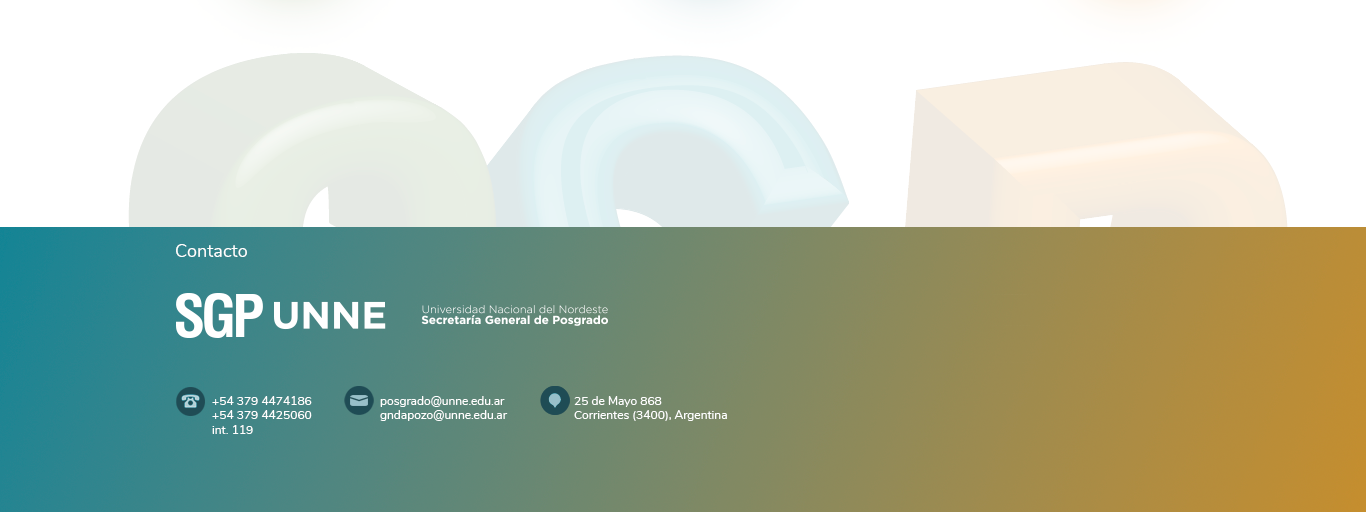 Contacto
SGP UNNE
Universidad Nacional del Nordeste
Secretaría General de Posgrado
+54 379 4474186
+54 379 4425060
int. 119
posgrado@unne.edu.ar
gndapozo@unne.edu.ar
25 de Mayo 868
Corrientes (3400), Argentina